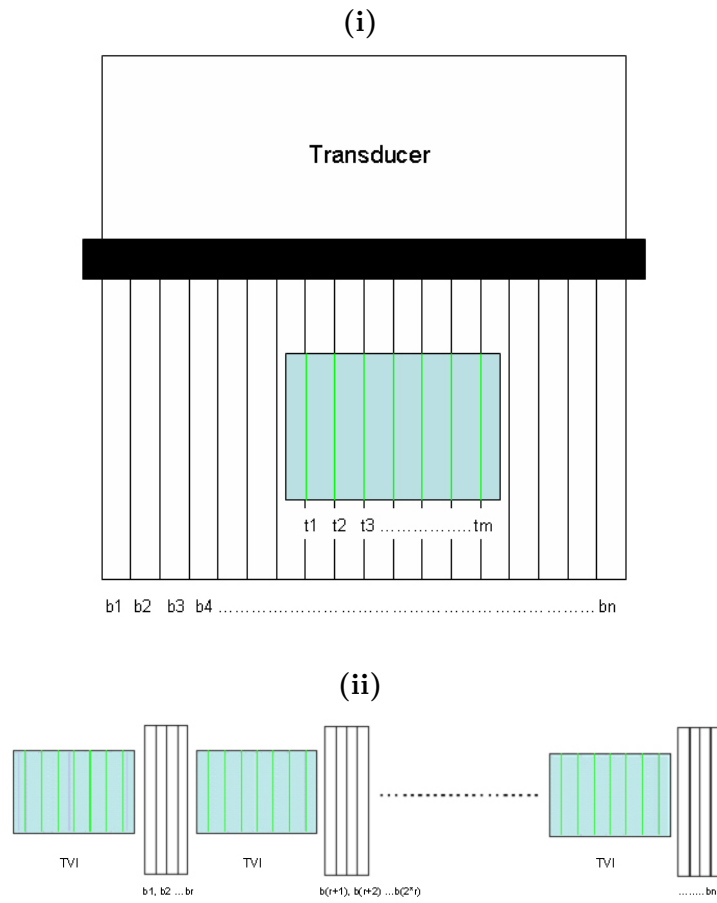 (i)
Transducer
t1 t2 t3 ................. tm
b1 b2 b3 b4 ................................................................ bn
(ii)
TVI TVI TVI
b1, b2 ...br b(r+1), b(r+2) ...b(2*r) ........bn